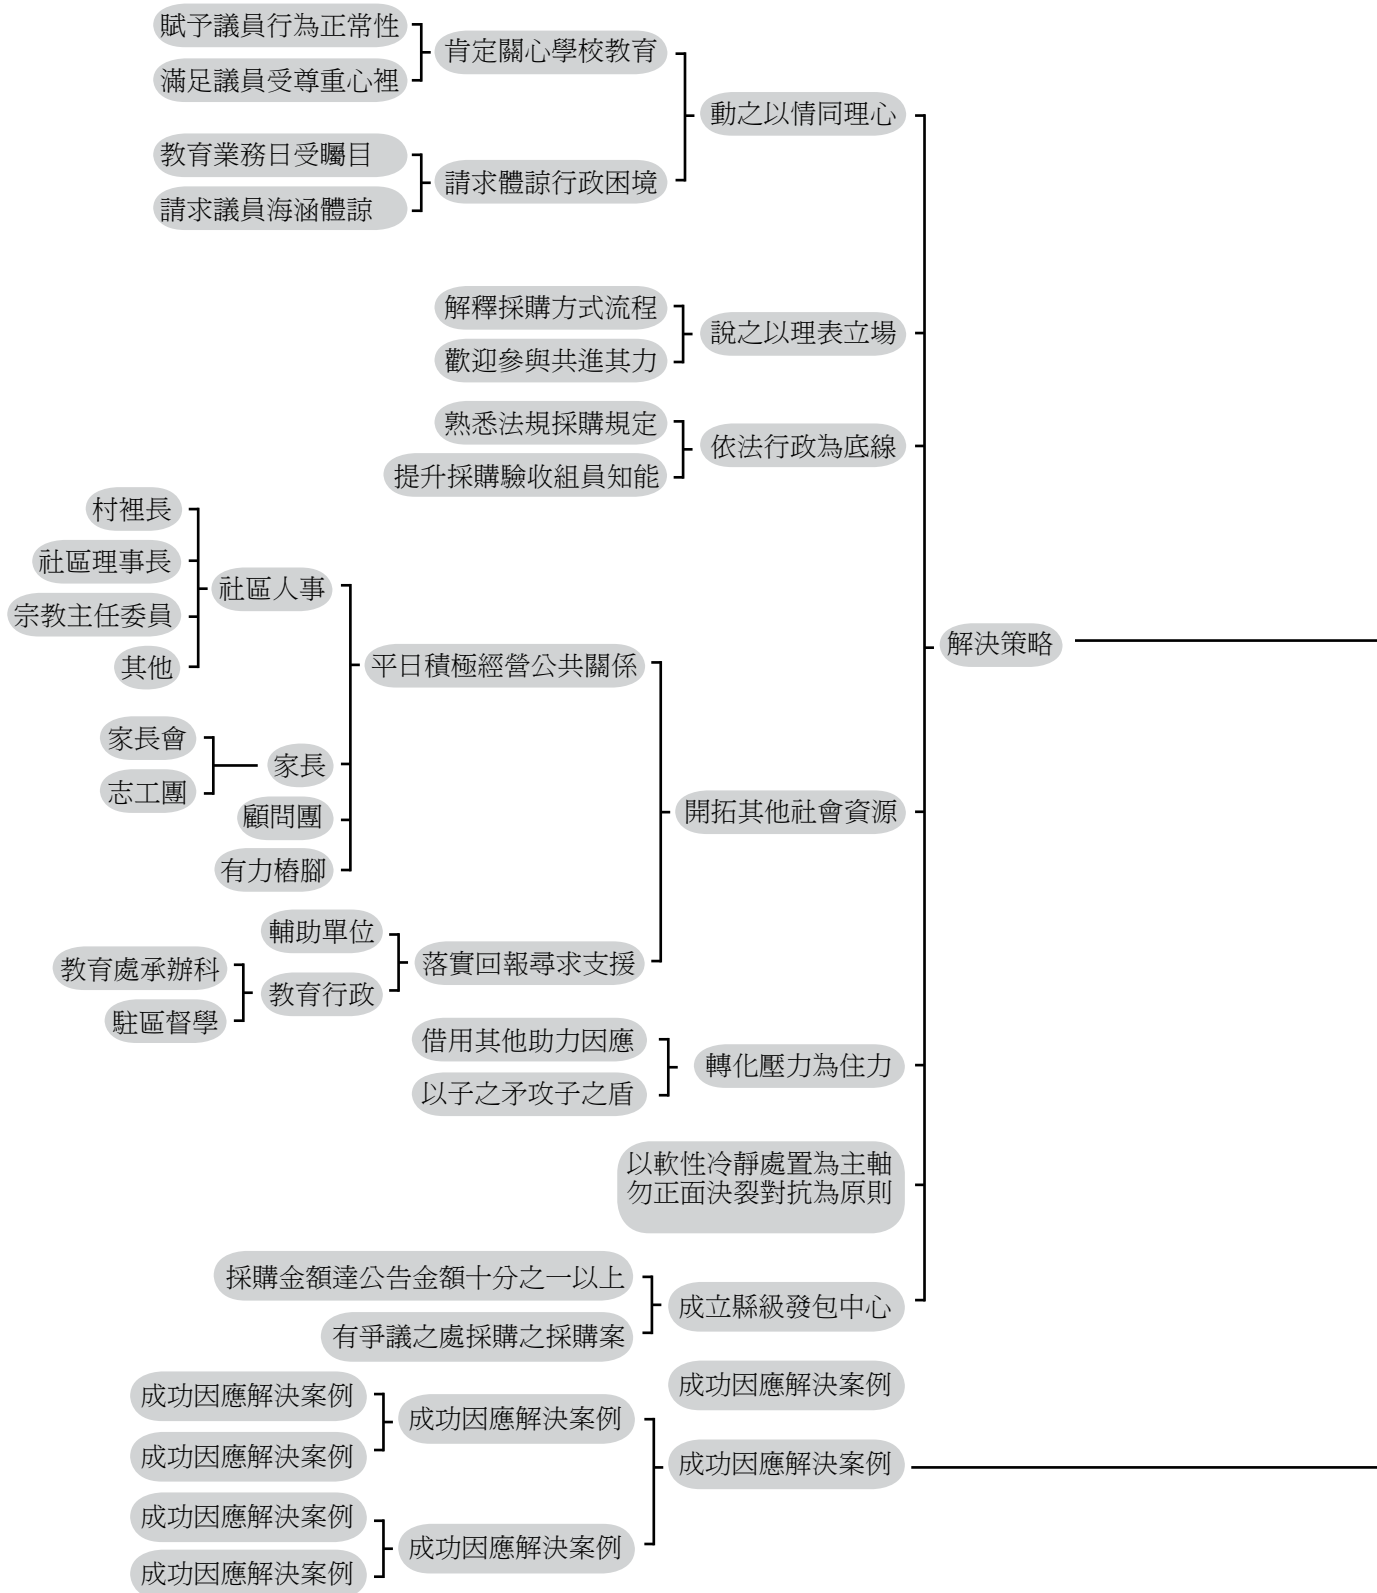 賦予議員行為正常性
滿足議員受尊重心裡
肯定關心學校教育
教育業務日受矚目
請求議員海涵體諒
請求體諒行政困境
動之以情同理心
解釋採購方式流程
歡迎參與共進其力
說之以理表立場
熟悉法規採購規定
提升採購驗收組員知能
依法行政為底線
村裡長
社區理事長
宗教主任委員
其他
社區人事
家長會
志工團
家長
顧問團
有力樁腳
平日積極經營公共關係
輔助單位
教育處承辦科
駐區督學
教育行政
落實回報尋求支援
開拓其他社會資源
借用其他助力因應
以子之矛攻子之盾
轉化壓力為住力
以軟性冷靜處置為主軸
勿正面決裂對抗為原則
採購金額達公告金額十分之一以上
有爭議之處採購之採購案
成立縣級發包中心
解決策略
成功因應解決案例
成功因應解決案例
成功因應解決案例
成功因應解決案例
成功因應解決案例
成功因應解決案例
成功因應解決案例
成功因應解決案例